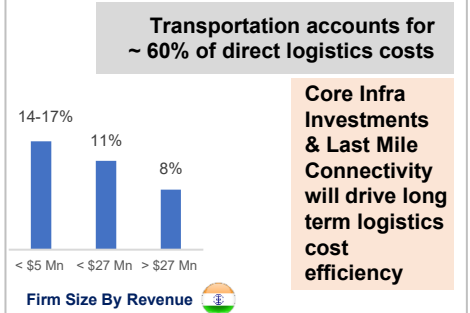 Transportation accounts for
~ 60% of direct logistics costs
14-17%
11%
8%
< $5 Mn < $27 Mn > $27 Mn
Firm Size By Revenue
Core Infra
Investments
& Last Mile
Connectivity
will drive long
term logistics
cost
efficiency